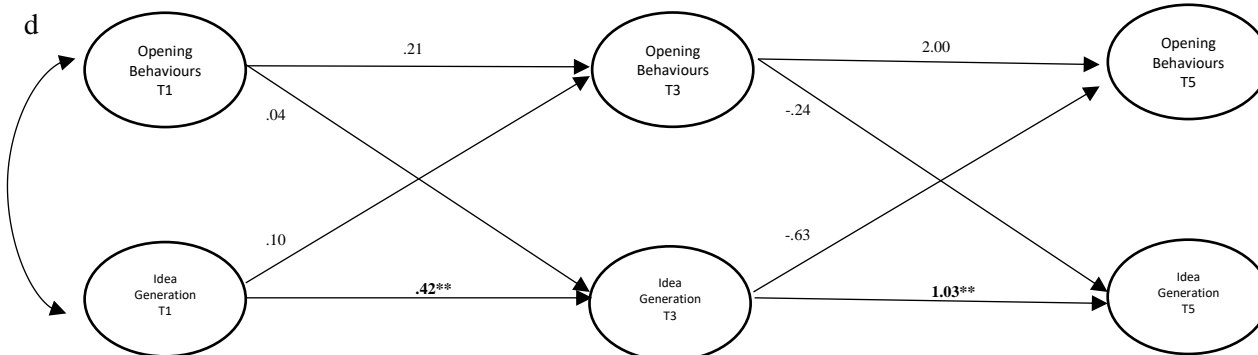 d
Opening
Behaviours
T1
.21
Opening
Behaviours
T3
2.00
Opening
Behaviours
T5
.04
-.24
.10
-.63
Idea
Generation
T1
.42**
Idea
Generation
T3
1.03**
Idea
Generation
T5